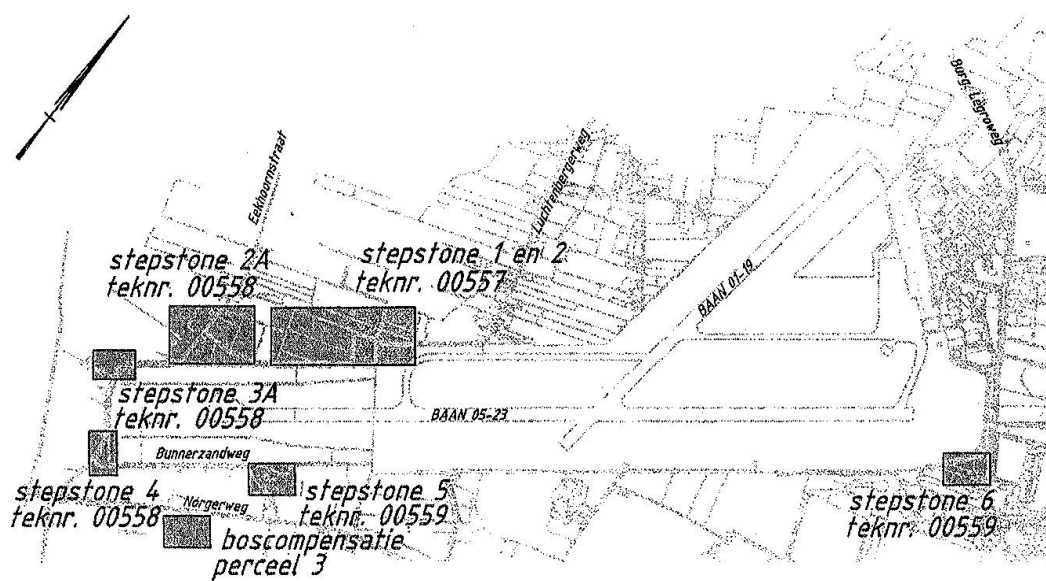 Burg. Legroweg
Eekhoornstraat
Luchtenbergerweg
stepstone 2A
teknr. 00558
stepstone 1 en 2
teknr. 00557
BAAN 01-19
stepstone 3A
teknr. 00558
BAAN 05-23
Bunnerzandweg
stepstone 4
teknr. 00558
Norgerweg
stepstone 5
teknr. 00559
stepstone 6
teknr. 00559
boscompensatie
perceel 3